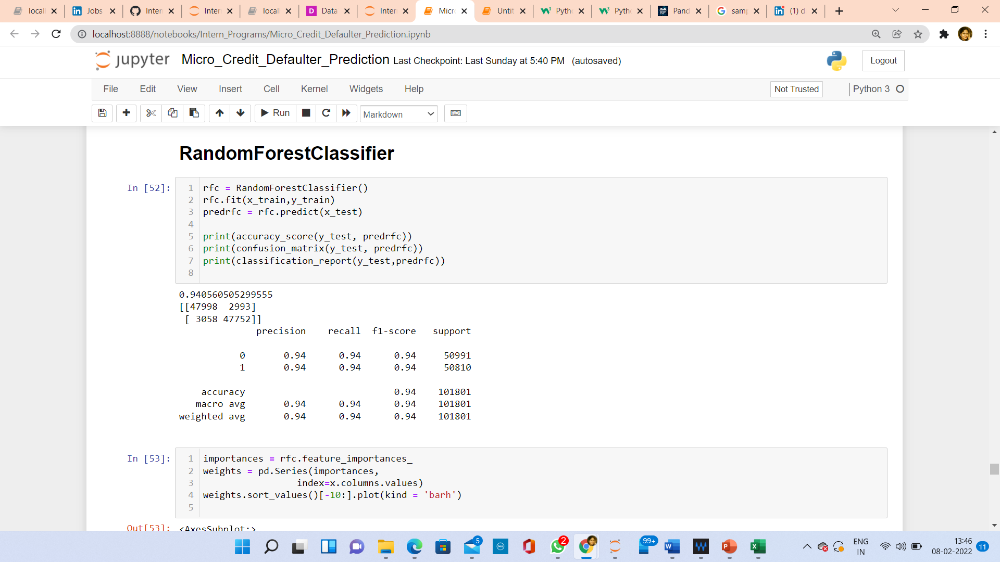 locall
Jobs
Intern
Intern
locall
Data
Intern
Micro
Untit
Pytho
Pytho
Pand
samp
(1) d
localhost:8888/notebooks/Intern_Programs/Micro_Credit_Defaulter_Prediction.ipynb
jupyter Micro_Credit_Defaulter_Prediction Last Checkpoint: Last Sunday at 5:40 PM (autosaved)
Logout
File Edit View Insert Cell Kernel Widgets Help
Not Trusted
Python 3
Run
Markdown
RandomForestClassifier
In [52]:
1 rfc = RandomForestClassifier()
2 rfc.fit(x_train,y_train)
3 predrfc = rfc.predict(x_test)
4
5 print(accuracy_score(y_test, predrfc))
6 print(confusion_matrix(y_test, predrfc))
7 print(classification_report(y_test,predrfc))
8
0.940560505299555
[[47998 2993]
[ 3058 47752]]
precision recall f1-score support
0 0.94 0.94 0.94 50991
1 0.94 0.94 0.94 50810
accuracy 0.94 101801
macro avg 0.94 0.94 0.94 101801
weighted avg 0.94 0.94 0.94 101801
In [53]:
1 importances = rfc.feature_importances_
2 weights = pd.Series(importances,
3 index=x.columns.values)
4 weights.sort_values()[-10:].plot(kind = 'barh')
5
Out[53]: <AxesSubplot:>
5
2
99+
ENG
IN
13:46
08-02-2022
11